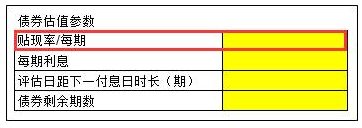 债券估值参数
贴现率/每期
每期利息
评估日距下一付息日时长（期）
债券剩余期数